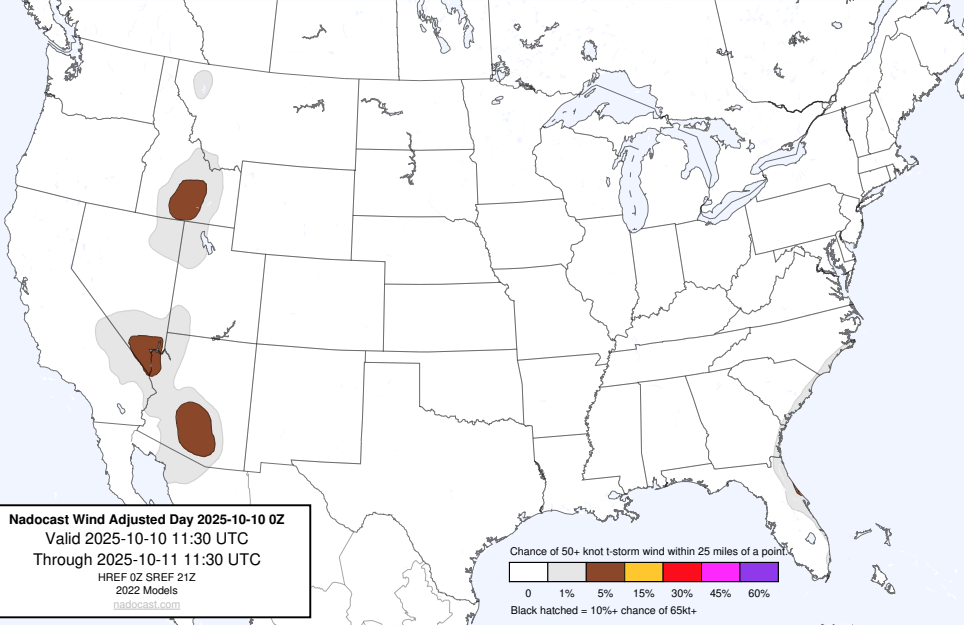 Nadocast Wind Adjusted Day 2025-10-10 0Z
Valid 2025-10-10 11:30 UTC
Through 2025-10-11 11:30 UTC
HREF 0Z SREF 21Z
2022 Models
nadocast.com
Chance of 50+ knot t-storm wind within 25 miles of a point.
0 1% 5% 15% 30% 45% 60%
Black hatched = 10%+ chance of 65kt+